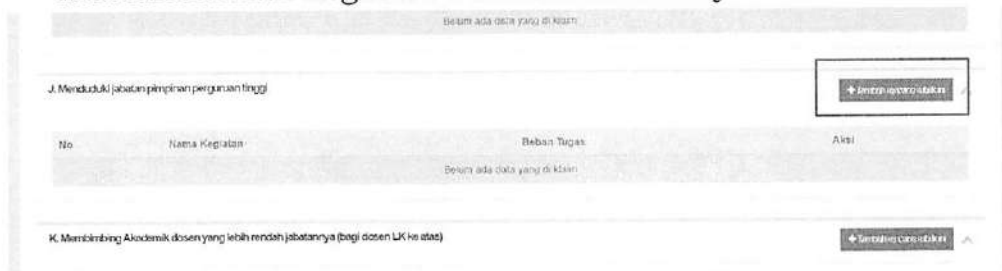 Belum ada data yang di klaim
J. Menduduki jabatan pimpinan perguruan tinggi
No Nama Kegiatan Beban Tugas Aksi
Belum ada data yang di klaim
K. Membimbing Akademik dosen yang lebih rendah jabatannya (bagi dosen LK ke atas)